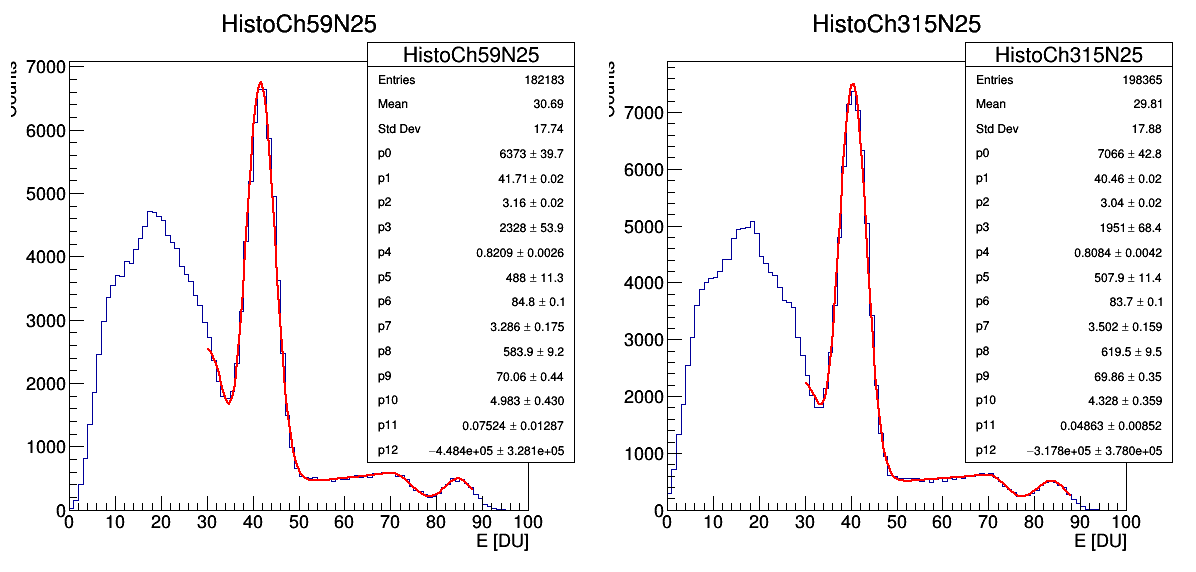 HistoCh59N25
HistoCh59N25
Entries 182183
Mean 30.69
Std Dev 17.74
p0 6373 ± 39.7
p1 41.71 ± 0.02
p2 3.16 ± 0.02
p3 2328 ± 53.9
p4 0.8209 ± 0.0026
p5 488 ± 11.3
p6 84.8 ± 0.1
p7 3.286 ± 0.175
p8 583.9 ± 9.2
p9 70.06 ± 0.44
p10 4.983 ± 0.430
p11 0.07524 ± 0.01287
p12 −4.484e+05 ± 3.281e+05
7000
6000
5000
4000
3000
2000
1000
0
0 10 20 30 40 50 60 70 80 90 100
E [DU]
HistoCh315N25
HistoCh315N25
Entries 198365
Mean 29.81
Std Dev 17.88
p0 7066 ± 42.8
p1 40.46 ± 0.02
p2 3.04 ± 0.02
p3 1951 ± 68.4
p4 0.8084 ± 0.0042
p5 507.9 ± 11.4
p6 83.7 ± 0.1
p7 3.502 ± 0.159
p8 619.5 ± 9.5
p9 69.86 ± 0.35
p10 4.328 ± 0.359
p11 0.04863 ± 0.00852
p12 −3.178e+05 ± 3.780e+05
7000
6000
5000
4000
3000
2000
1000
0
0 10 20 30 40 50 60 70 80 90 100
E [DU]